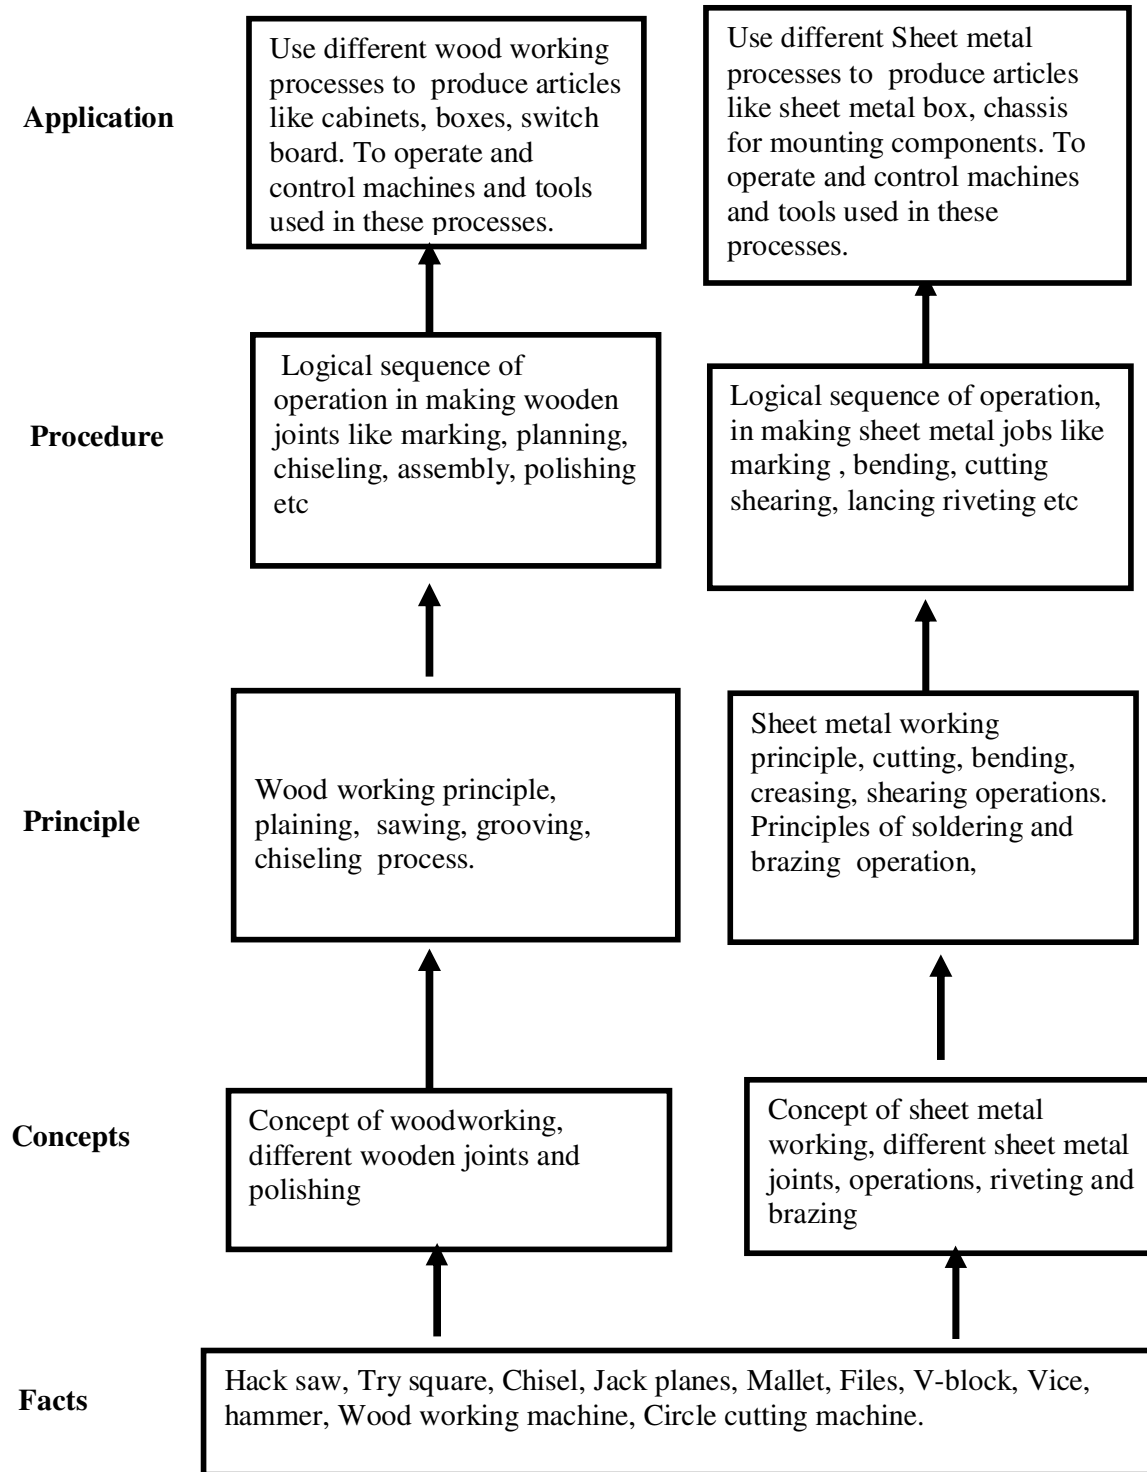 Application
Use different wood working
processes to produce articles
like cabinets, boxes, switch
board. To operate and
control machines and tools
used in these processes.
Use different Sheet metal
processes to produce articles
like sheet metal box, chassis
for mounting components. To
operate and control machines
and tools used in these
processes.
Procedure
Logical sequence of
operation in making wooden
joints like marking, planning,
chiseling, assembly, polishing
etc
Logical sequence of operation,
in making sheet metal jobs like
marking , bending, cutting
shearing, lancing riveting etc
Principle
Wood working principle,
plaining, sawing, grooving,
chiseling process.
Sheet metal working
principle, cutting, bending,
creasing, shearing operations.
Principles of soldering and
brazing operation,
Concepts
Concept of woodworking,
different wooden joints and
polishing
Concept of sheet metal
working, different sheet metal
joints, operations, riveting and
brazing
Facts
Hack saw, Try square, Chisel, Jack planes, Mallet, Files, V-block, Vice,
hammer, Wood working machine, Circle cutting machine.